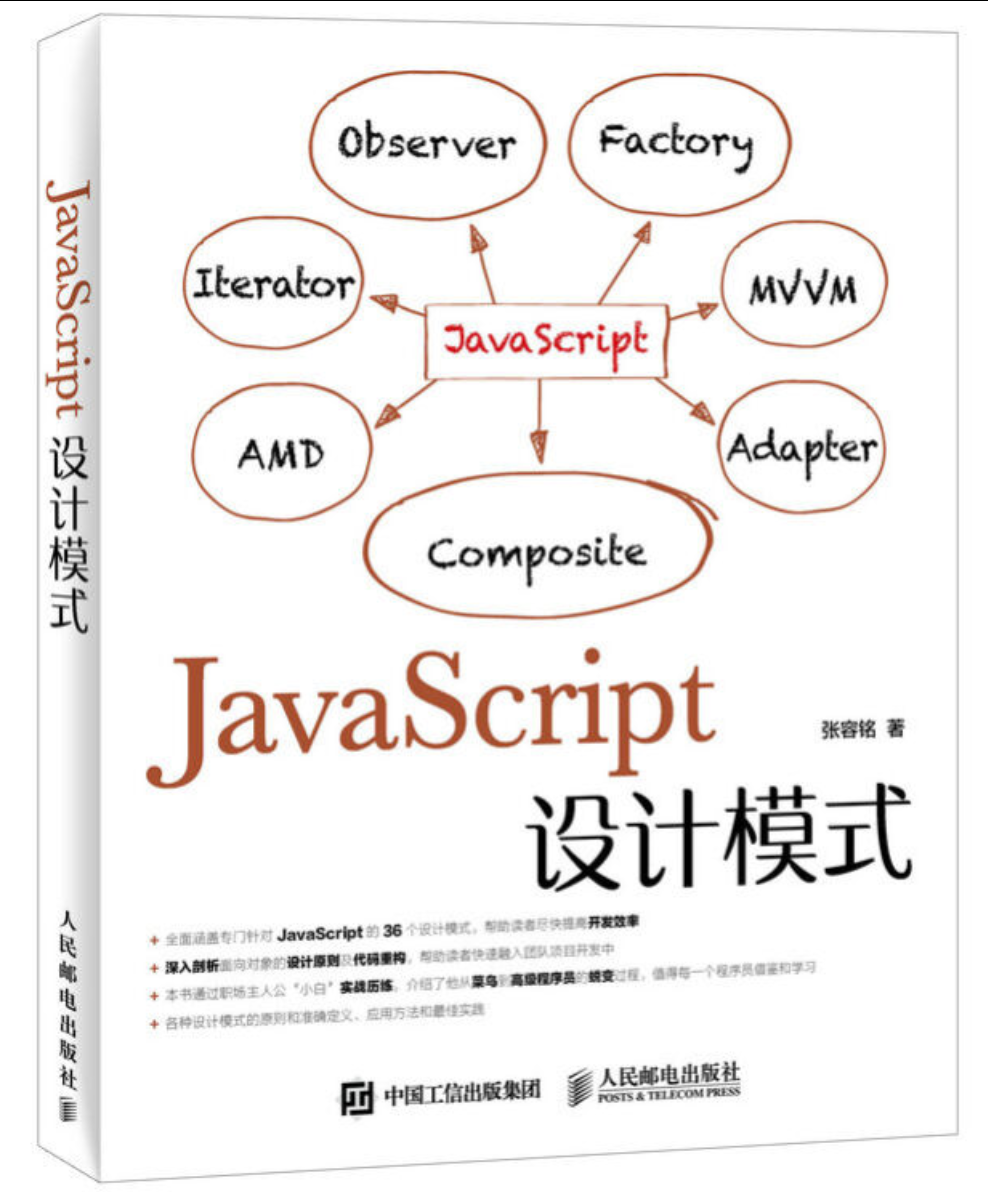 Observer
Factory
Iterator
MVVM
JavaScript
AMD
Adapter
Composite
JavaScript
张容铭 著
设计模式
+ 全面涵盖专门针对 JavaScript 的 36 个设计模式，帮助读者尽快提高开发效率
+ 深入剖析面向对象的设计原则及代码重构，帮助读者快速融入团队项目开发中
+ 本书通过职场主人公“小白”实战历练，介绍了他从菜鸟到高级程序员的蜕变过程，值得每一个程序员借鉴和学习
+ 各种设计模式的原则和准确定义、应用方法和最佳实践
中国工信出版集团
人民邮电出版社
POSTS & TELECOM PRESS
JavaScript 设计模式
人民邮电出版社